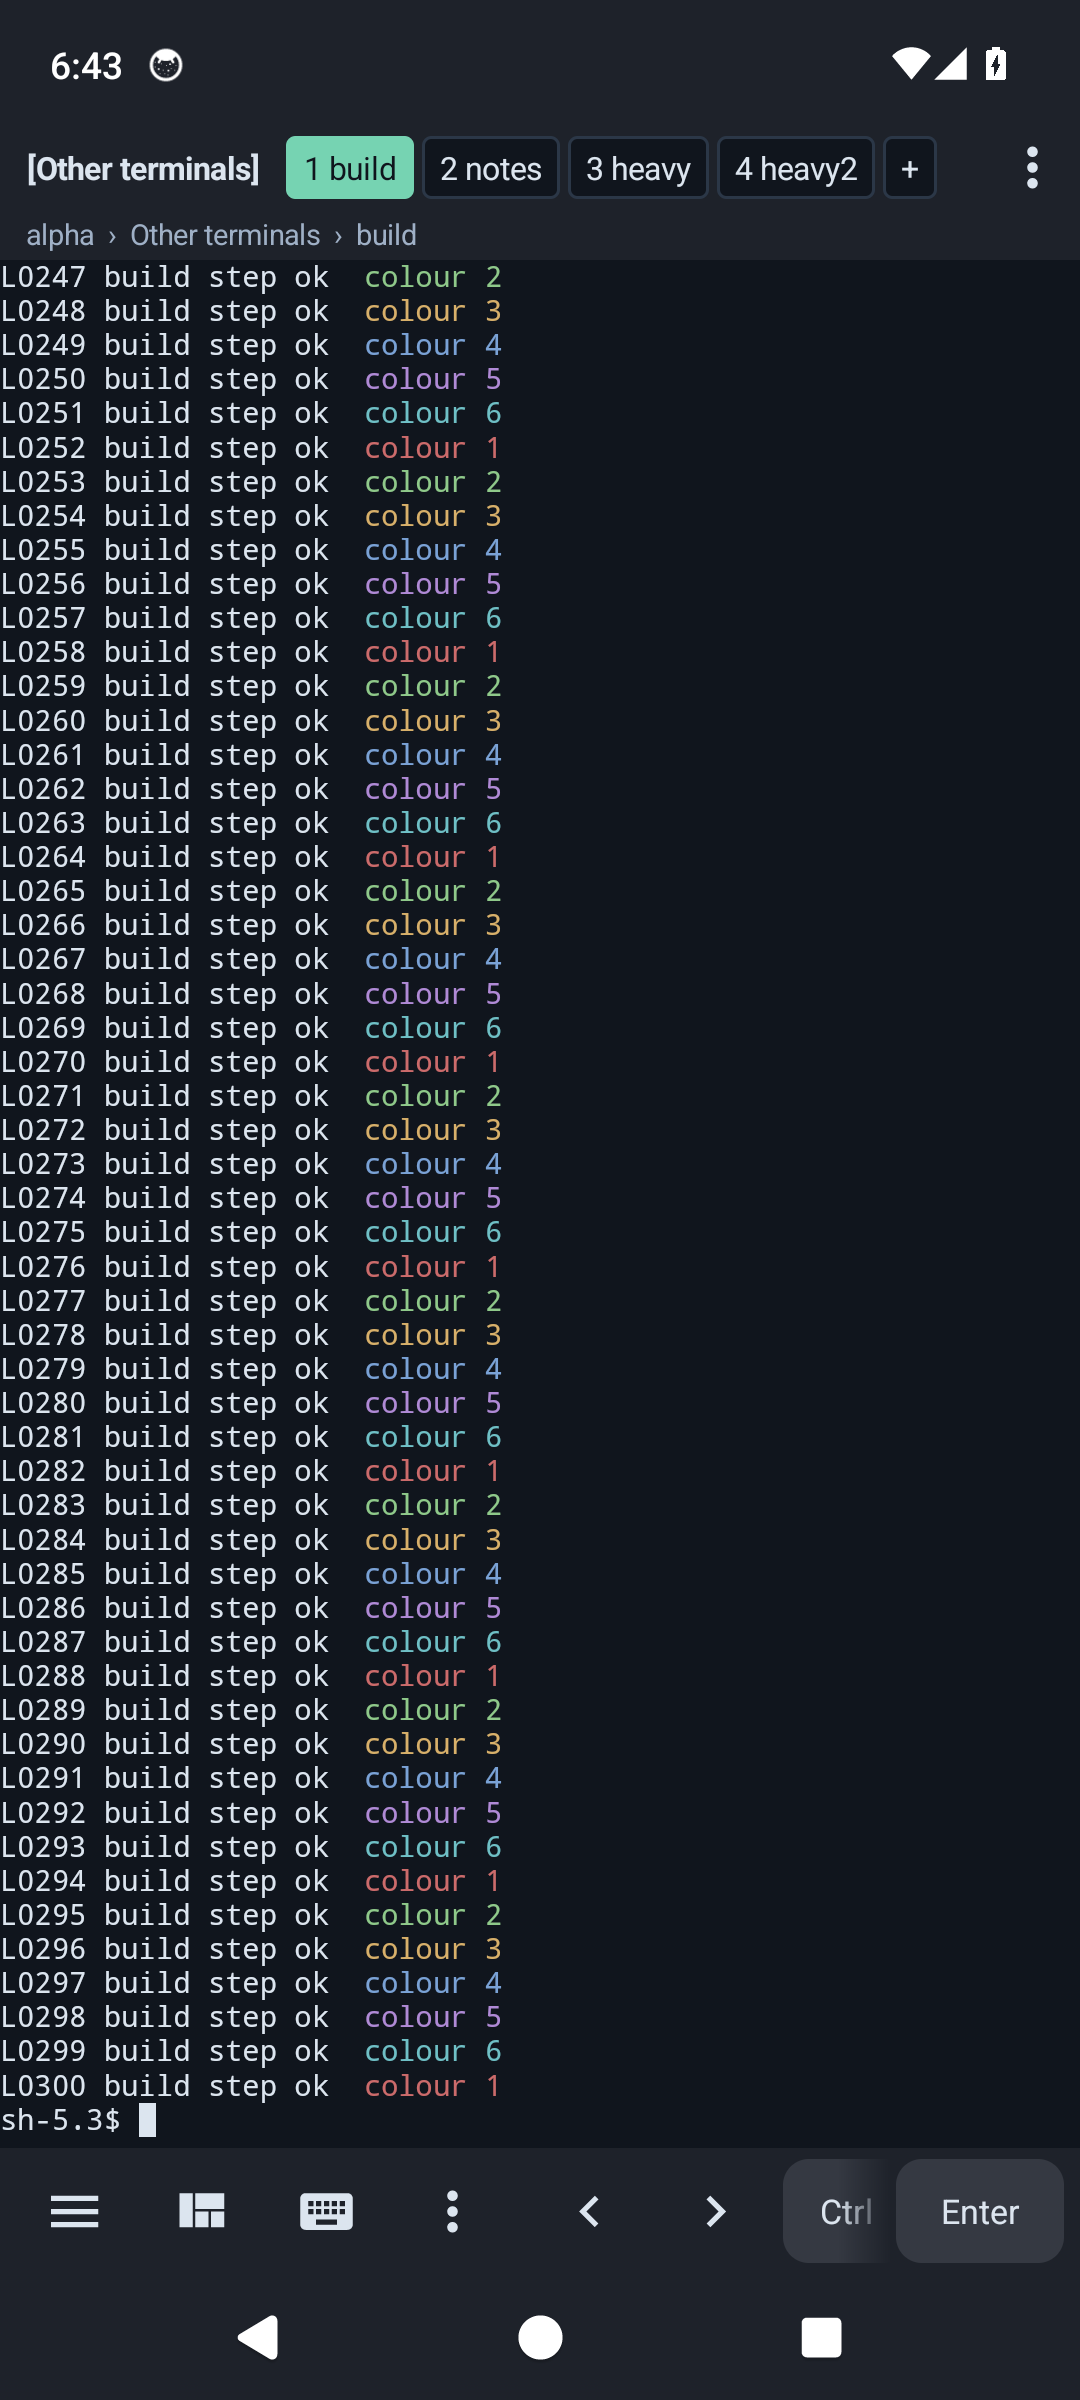 6:43
[Other terminals] 1 build 2 notes 3 heavy 4 heavy2 +
alpha › Other terminals › build
L0247 build step ok  colour 2
L0248 build step ok  colour 3
L0249 build step ok  colour 4
L0250 build step ok  colour 5
L0251 build step ok  colour 6
L0252 build step ok  colour 1
L0253 build step ok  colour 2
L0254 build step ok  colour 3
L0255 build step ok  colour 4
L0256 build step ok  colour 5
L0257 build step ok  colour 6
L0258 build step ok  colour 1
L0259 build step ok  colour 2
L0260 build step ok  colour 3
L0261 build step ok  colour 4
L0262 build step ok  colour 5
L0263 build step ok  colour 6
L0264 build step ok  colour 1
L0265 build step ok  colour 2
L0266 build step ok  colour 3
L0267 build step ok  colour 4
L0268 build step ok  colour 5
L0269 build step ok  colour 6
L0270 build step ok  colour 1
L0271 build step ok  colour 2
L0272 build step ok  colour 3
L0273 build step ok  colour 4
L0274 build step ok  colour 5
L0275 build step ok  colour 6
L0276 build step ok  colour 1
L0277 build step ok  colour 2
L0278 build step ok  colour 3
L0279 build step ok  colour 4
L0280 build step ok  colour 5
L0281 build step ok  colour 6
L0282 build step ok  colour 1
L0283 build step ok  colour 2
L0284 build step ok  colour 3
L0285 build step ok  colour 4
L0286 build step ok  colour 5
L0287 build step ok  colour 6
L0288 build step ok  colour 1
L0289 build step ok  colour 2
L0290 build step ok  colour 3
L0291 build step ok  colour 4
L0292 build step ok  colour 5
L0293 build step ok  colour 6
L0294 build step ok  colour 1
L0295 build step ok  colour 2
L0296 build step ok  colour 3
L0297 build step ok  colour 4
L0298 build step ok  colour 5
L0299 build step ok  colour 6
L0300 build step ok  colour 1
sh-5.3$
Ctrl Enter